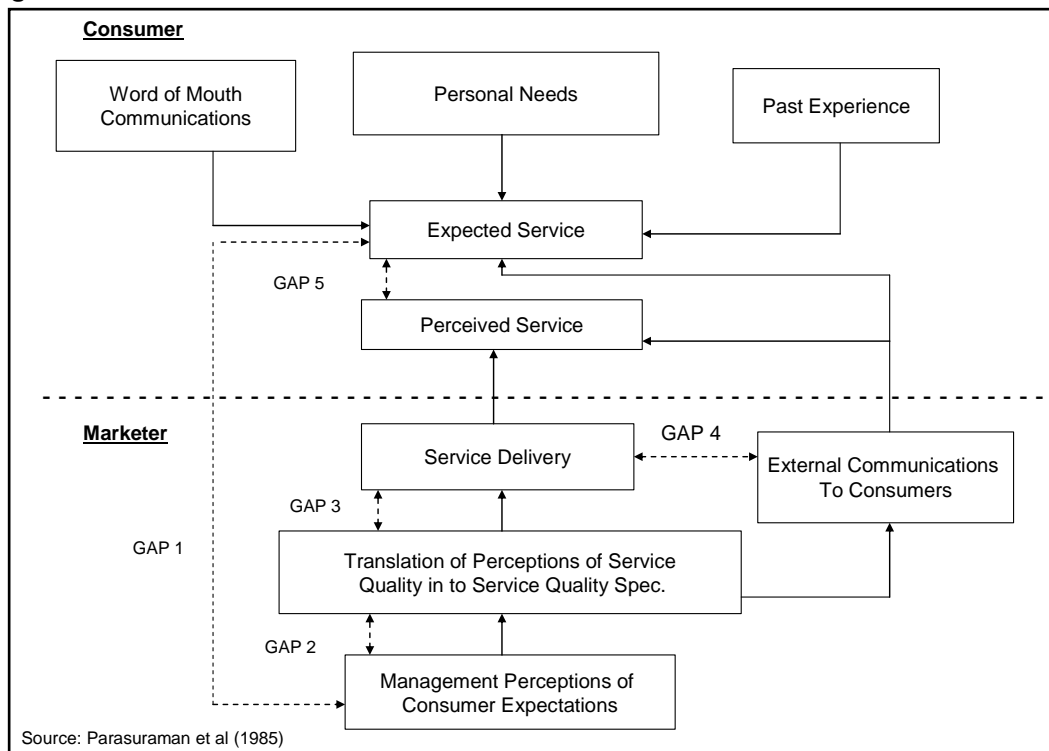 Consumer
Word of Mouth
Communications
Personal Needs
Past Experience
Expected Service
GAP 5
Perceived Service
Marketer
Service Delivery
GAP 4
External Communications
To Consumers
GAP 3
GAP 1
Translation of Perceptions of Service
Quality in to Service Quality Spec.
GAP 2
Management Perceptions of
Consumer Expectations
Source: Parasuraman et al (1985)